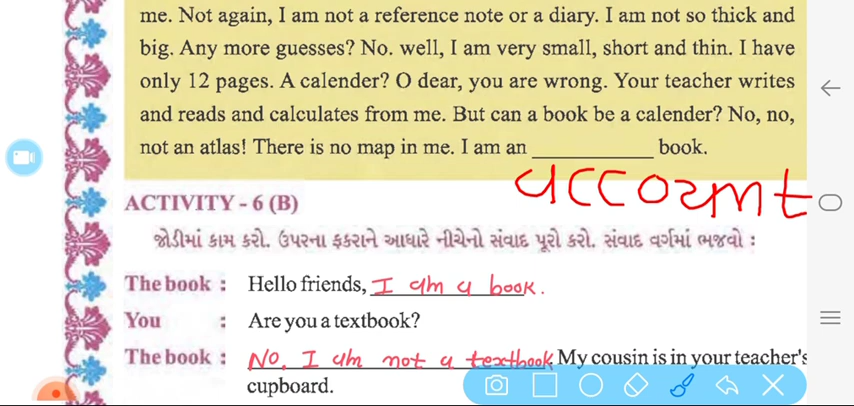 me. Not again, I am not a reference note or a diary. I am not so thick and
big. Any more guesses? No. well, I am very small, short and thin. I have
only 12 pages. A calender? O dear, you are wrong. Your teacher writes
and reads and calculates from me. But can a book be a calender? No, no,
not an atlas! There is no map in me. I am an ____________ book.
account
ACTIVITY - 6 (B)
જોડીમાં કામ કરો. ઉપરના ફકરાને આધારે નીચેનો સંવાદ પૂરો કરો. સંવાદ વર્ગમાં ભજવો :
The book : Hello friends, I am a book.
You : Are you a textbook?
The book : No. I am not a textbook. My cousin is in your teacher's
cupboard.